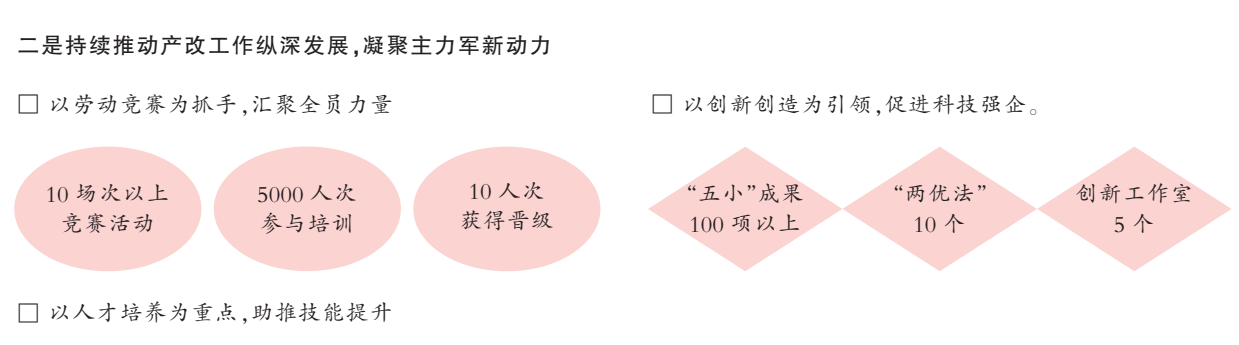 二是持续推动产改工作纵深发展,凝聚主力军新动力
□ 以劳动竞赛为抓手,汇聚全员力量
10 场次以上
竞赛活动
5000 人次
参与培训
10 人次
获得晋级
□ 以创新创造为引领,促进科技强企。
“五小”成果
100 项以上
“两优法”
10 个
创新工作室
5 个
□ 以人才培养为重点,助推技能提升